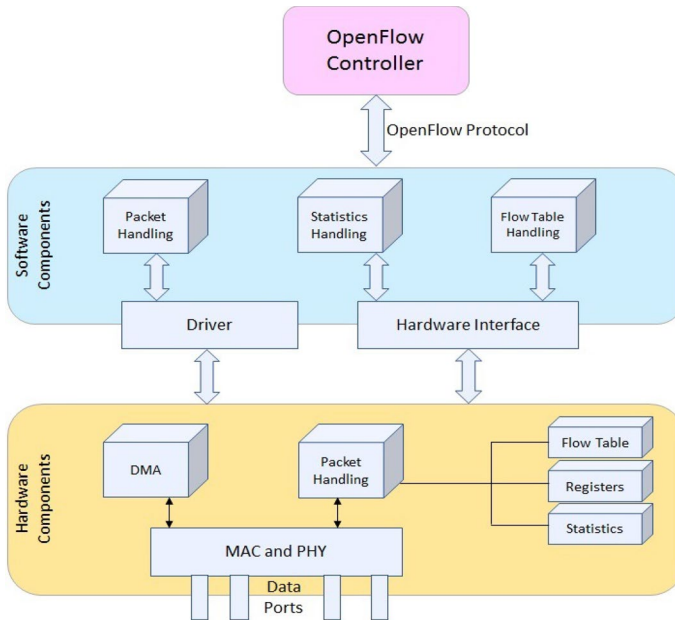 OpenFlow
Controller
OpenFlow Protocol
Software
Components
Packet
Handling
Statistics
Handling
Flow Table
Handling
Driver
Hardware Interface
Hardware
Components
DMA
Packet
Handling
Flow Table
Registers
Statistics
MAC and PHY
Data
Ports